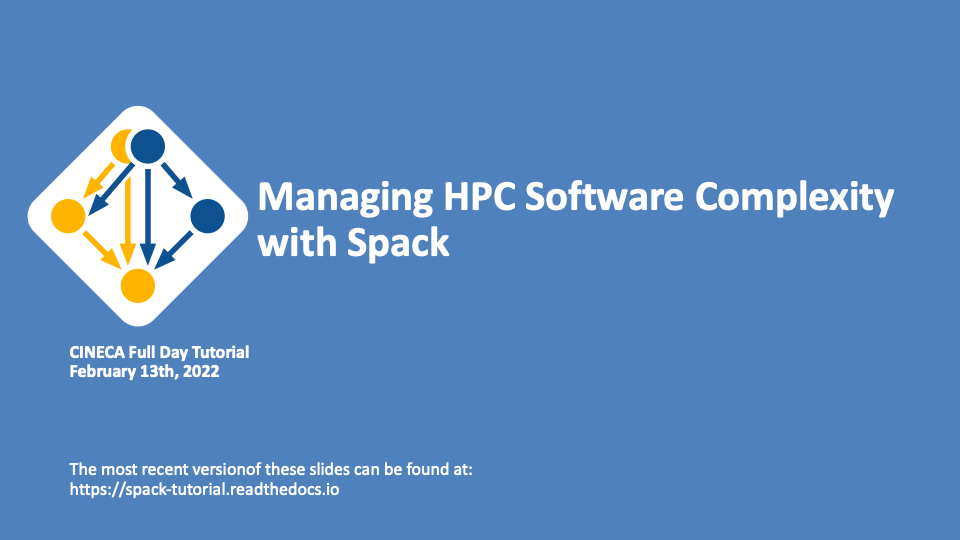 Managing HPC Software Complexity
with Spack
CINECA Full Day Tutorial
February 13th, 2022
The most recent versionof these slides can be found at:
https://spack-tutorial.readthedocs.io